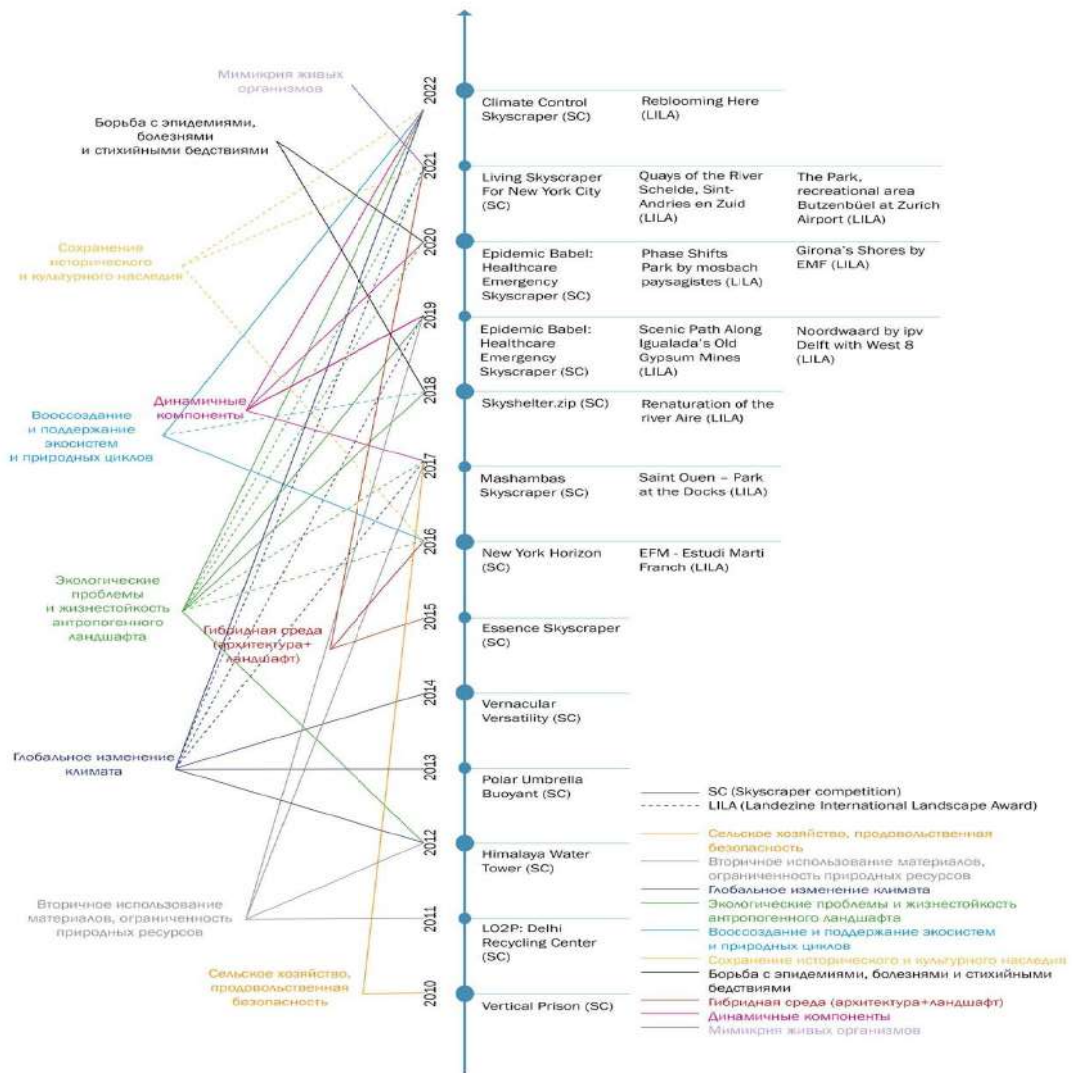 Мимикрия живых
организмов
Борьба с эпидемиями,
болезнями
и стихийными бедствиями
Сохранение
исторического
и культурного наследия
Динамичные
компоненты
Вооссоздание
и поддержание
экосистем
и природных циклов
Экологические
проблемы
и жизнестойкость
антропогенного
ландшафта
Гибридная среда
(архитектура+
ландшафт)
Глобальное изменение
климата
Вторичное использование
материалов, ограниченность
природных ресурсов
Сельское хозяйство,
продовольственная
безопасность
2022
Climate Control
Skyscraper (SC)
Reblooming Here
(LILA)
2021
Living Skyscraper
For New York City
(SC)
Quays of the River
Schelde, Sint-
Andries en Zuid
(LILA)
The Park,
recreational area
Butzenbüel at Zurich
Airport (LILA)
2020
Epidemic Babel:
Healthcare
Emergency
Skyscraper (SC)
Phase Shifts
Park by mosbach
paysagistes (LILA)
Girona's Shores by
EMF (LILA)
2019
Epidemic Babel:
Healthcare
Emergency
Skyscraper (SC)
Scenic Path Along
Igualada's Old
Gypsum Mines
(LILA)
Noordwaard by ipv
Delft with West 8
(LILA)
2018
Skyshelter.zip (SC)
Renaturation of the
river Aire (LILA)
2017
Mashambas
Skyscraper (SC)
Saint Ouen – Park
at the Docks (LILA)
2016
New York Horizon
(SC)
EFM - Estudi Marti
Franch (LILA)
2015
Essence Skyscraper
(SC)
2014
Vernacular
Versatility (SC)
2013
Polar Umbrella
Buoyant (SC)
2012
Himalaya Water
Tower (SC)
2011
LO2P: Delhi
Recycling Center
(SC)
2010
Vertical Prison (SC)
SC (Skyscraper competition)
LILA (Landezine International Landscape Award)
Сельское хозяйство, продовольственная
безопасность
Вторичное использование материалов,
ограниченность природных ресурсов
Глобальное изменение климата
Экологические проблемы и жизнестойкость
антропогенного ландшафта
Вооссоздание и поддержание экосистем
и природных циклов
Сохранение исторического и культурного наследия
Борьба с эпидемиями, болезнями и стихийными
бедствиями
Гибридная среда (архитектура+ландшафт)
Динамичные компоненты
Мимикрия живых организмов